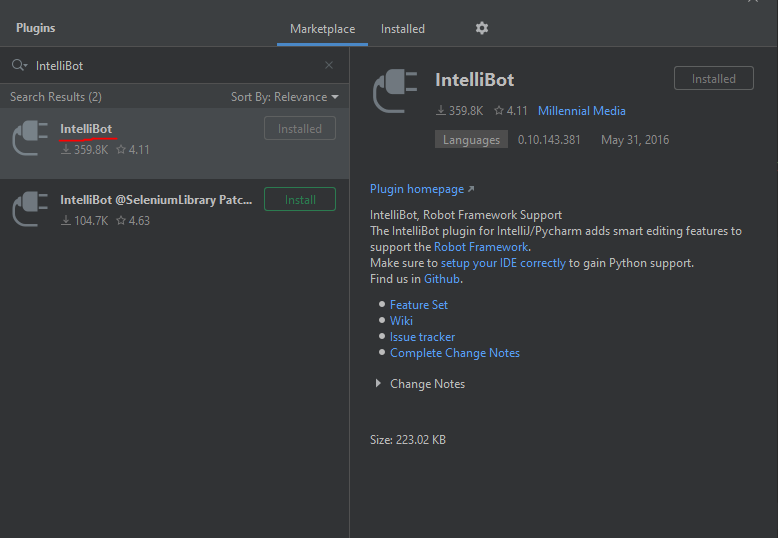 Plugins
Marketplace
Installed
IntelliBot
Search Results (2)
Sort By: Relevance
IntelliBot
Installed
359.8K
4.11
IntelliBot @SeleniumLibrary Patc...
Install
104.7K
4.63
IntelliBot
Installed
359.8K
4.11
Millennial Media
Languages
0.10.143.381
May 31, 2016
Plugin homepage
IntelliBot, Robot Framework Support
The IntelliBot plugin for IntelliJ/Pycharm adds smart editing features to
support the Robot Framework.
Make sure to setup your IDE correctly to gain Python support.
Find us in Github.
Feature Set
Wiki
Issue tracker
Complete Change Notes
Change Notes
Size: 223.02 KB